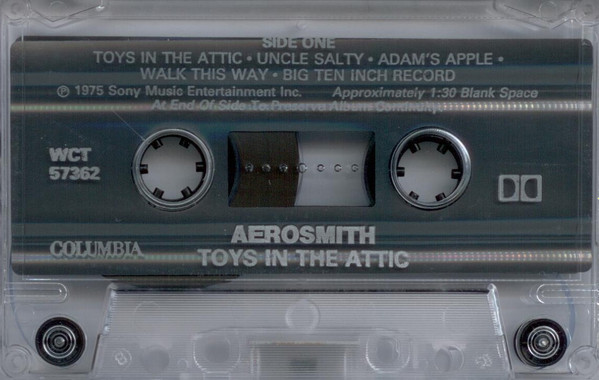 SIDE ONE
TOYS IN THE ATTIC • UNCLE SALTY • ADAM'S APPLE •
WALK THIS WAY • BIG TEN INCH RECORD
Ⓟ 1975 Sony Music Entertainment Inc. Approximately 1:30 Blank Space
At End Of Side To Preserve Album Continuity
WCT
57362
COLUMBIA
AEROSMITH
TOYS IN THE ATTIC